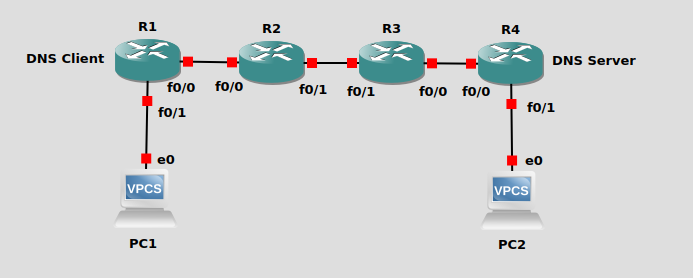 R1
R2
R3
R4
DNS Client
DNS Server
f0/0
f0/0
f0/1
f0/1
f0/0
f0/0
f0/1
f0/1
e0
e0
VPCS
VPCS
PC1
PC2